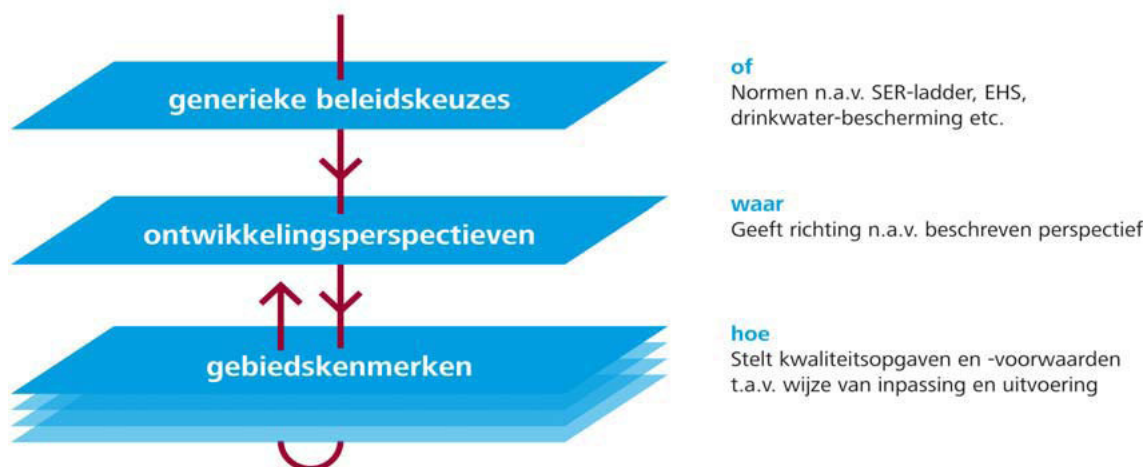 generieke beleidskeuzes
of
Normen n.a.v. SER-ladder, EHS,
drinkwater-bescherming etc.
ontwikkelingsperspectieven
waar
Geeft richting n.a.v. beschreven perspectief
gebiedskenmerken
hoe
Stelt kwaliteitsopgaven en -voorwaarden
t.a.v. wijze van inpassing en uitvoering